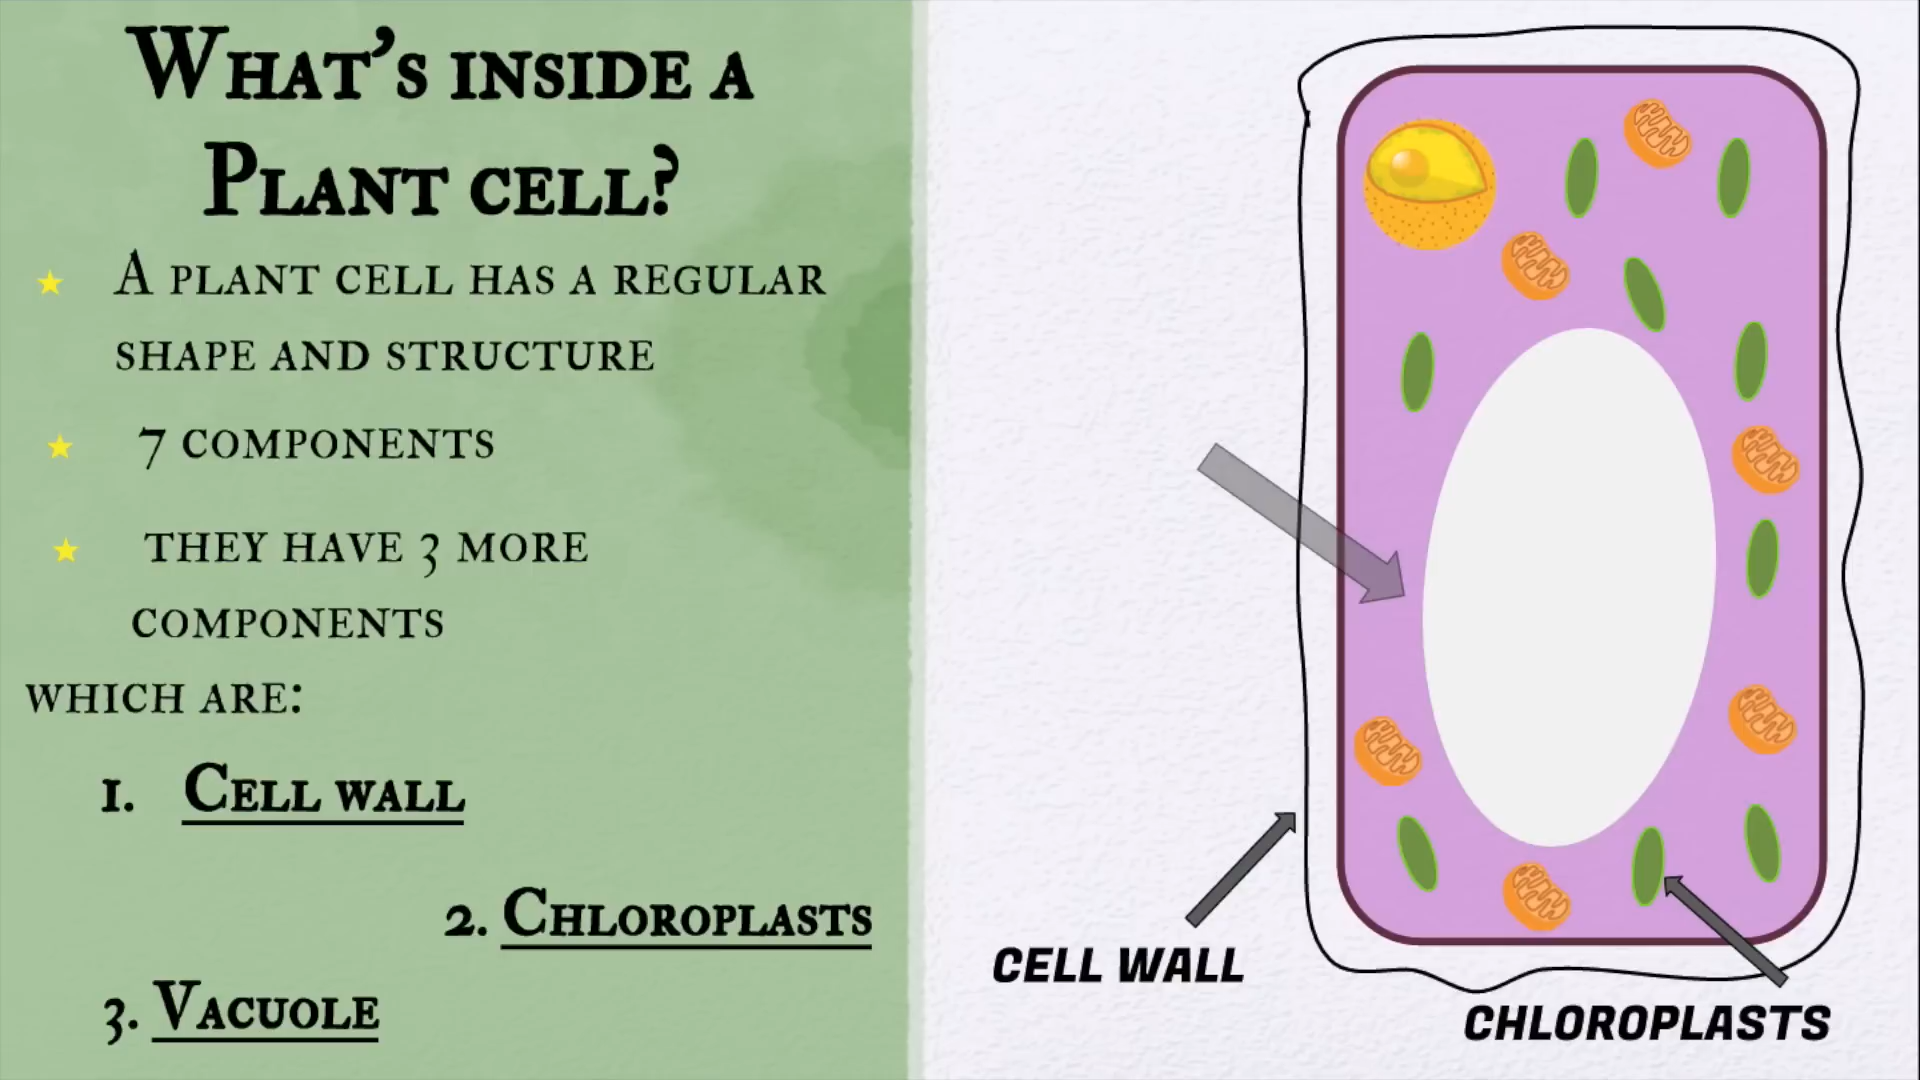 What's inside a
Plant cell?
A plant cell has a regular
shape and structure
7 components
they have 3 more
components
which are:
1. Cell wall
2. Chloroplasts
3. Vacuole
CELL WALL
CHLOROPLASTS